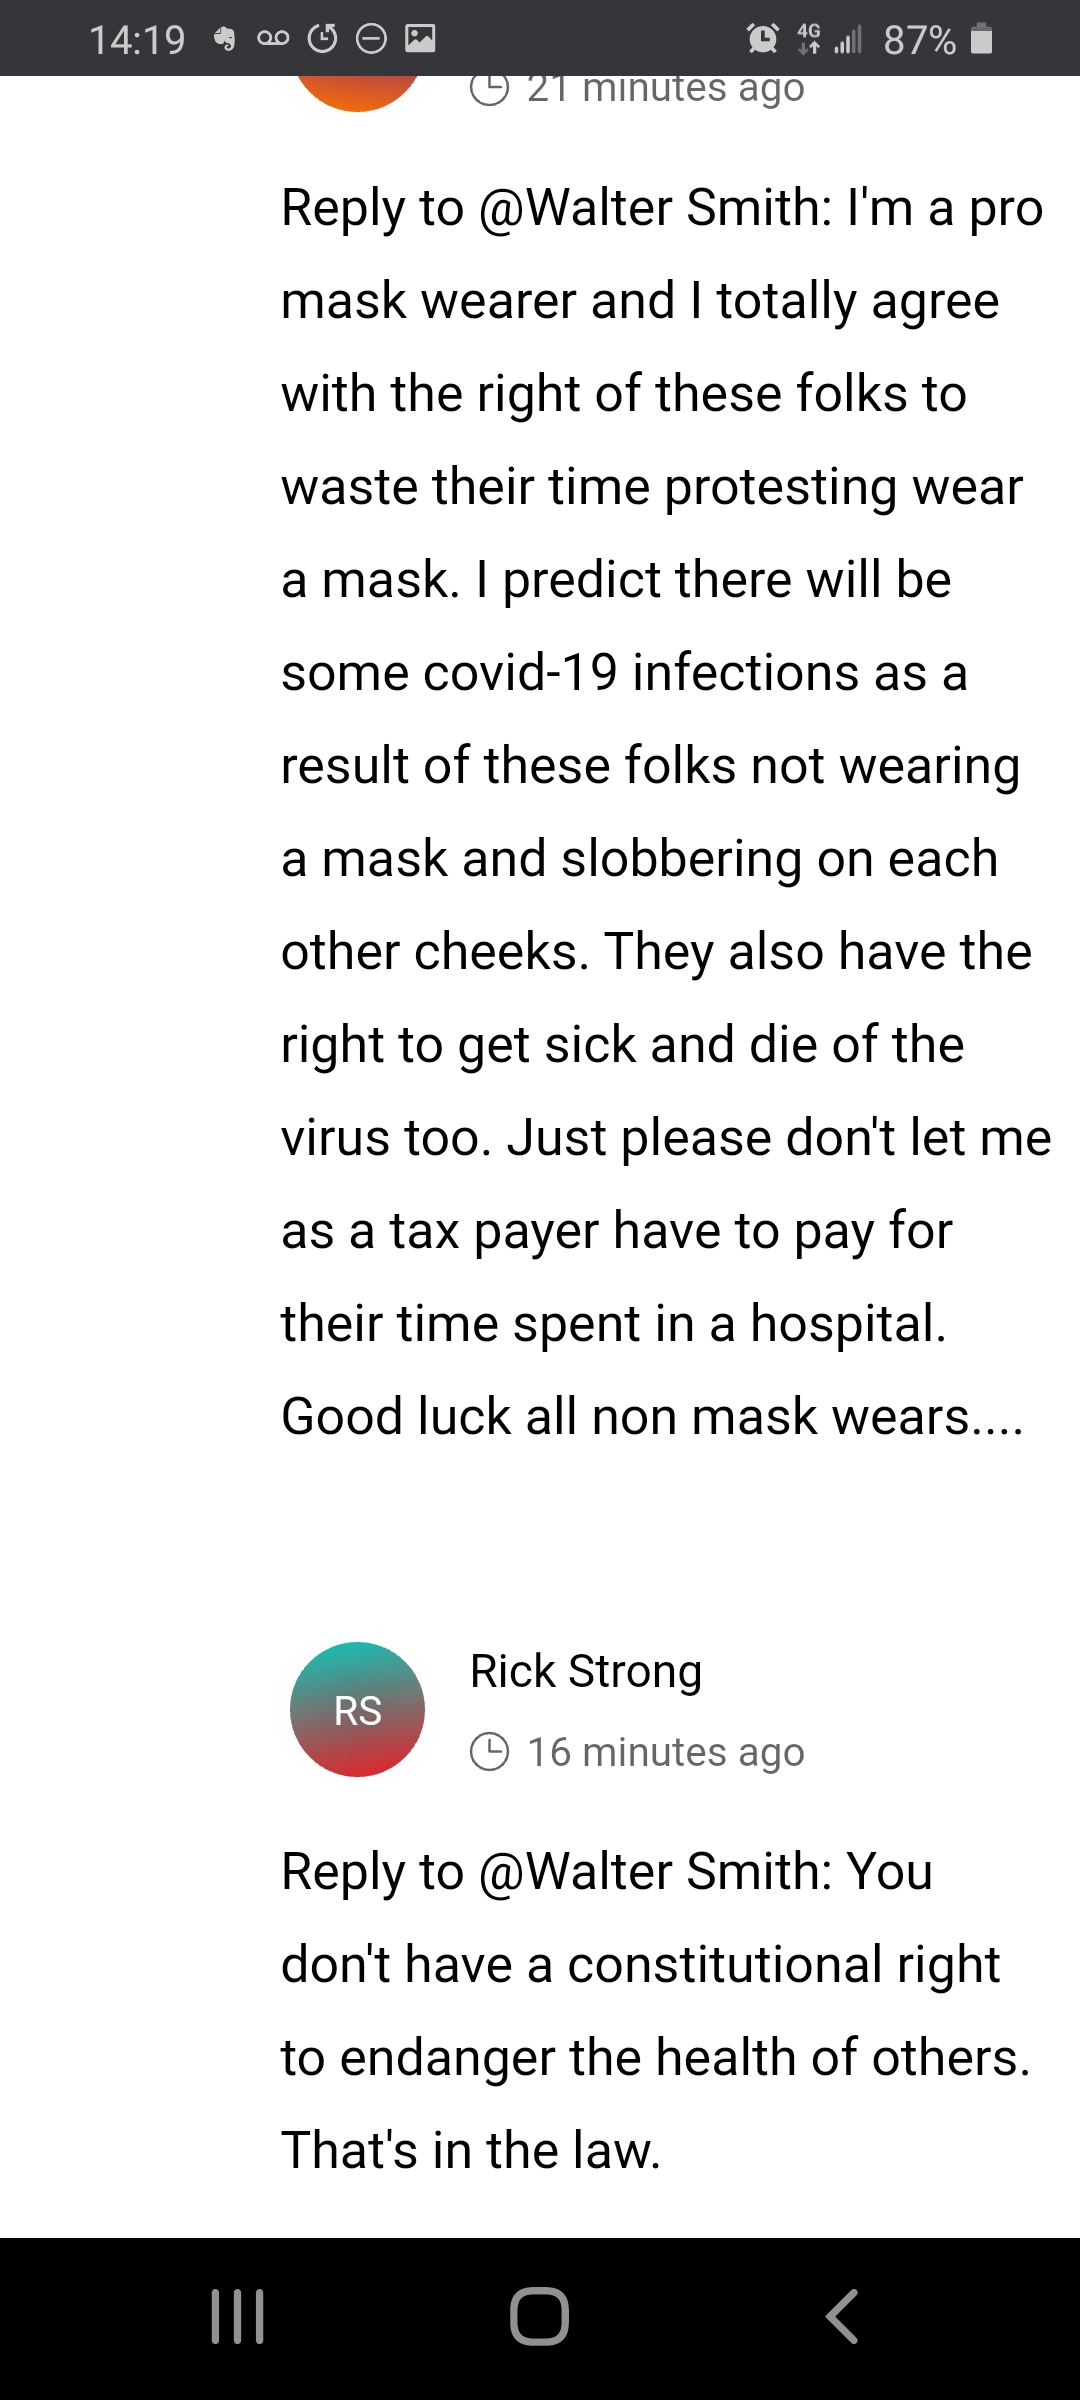 14:19 4G 87%
21 minutes ago
Reply to @Walter Smith: I'm a pro
mask wearer and I totally agree
with the right of these folks to
waste their time protesting wear
a mask. I predict there will be
some covid-19 infections as a
result of these folks not wearing
a mask and slobbering on each
other cheeks. They also have the
right to get sick and die of the
virus too. Just please don't let me
as a tax payer have to pay for
their time spent in a hospital.
Good luck all non mask wears....
RS
Rick Strong
16 minutes ago
Reply to @Walter Smith: You
don't have a constitutional right
to endanger the health of others.
That's in the law.